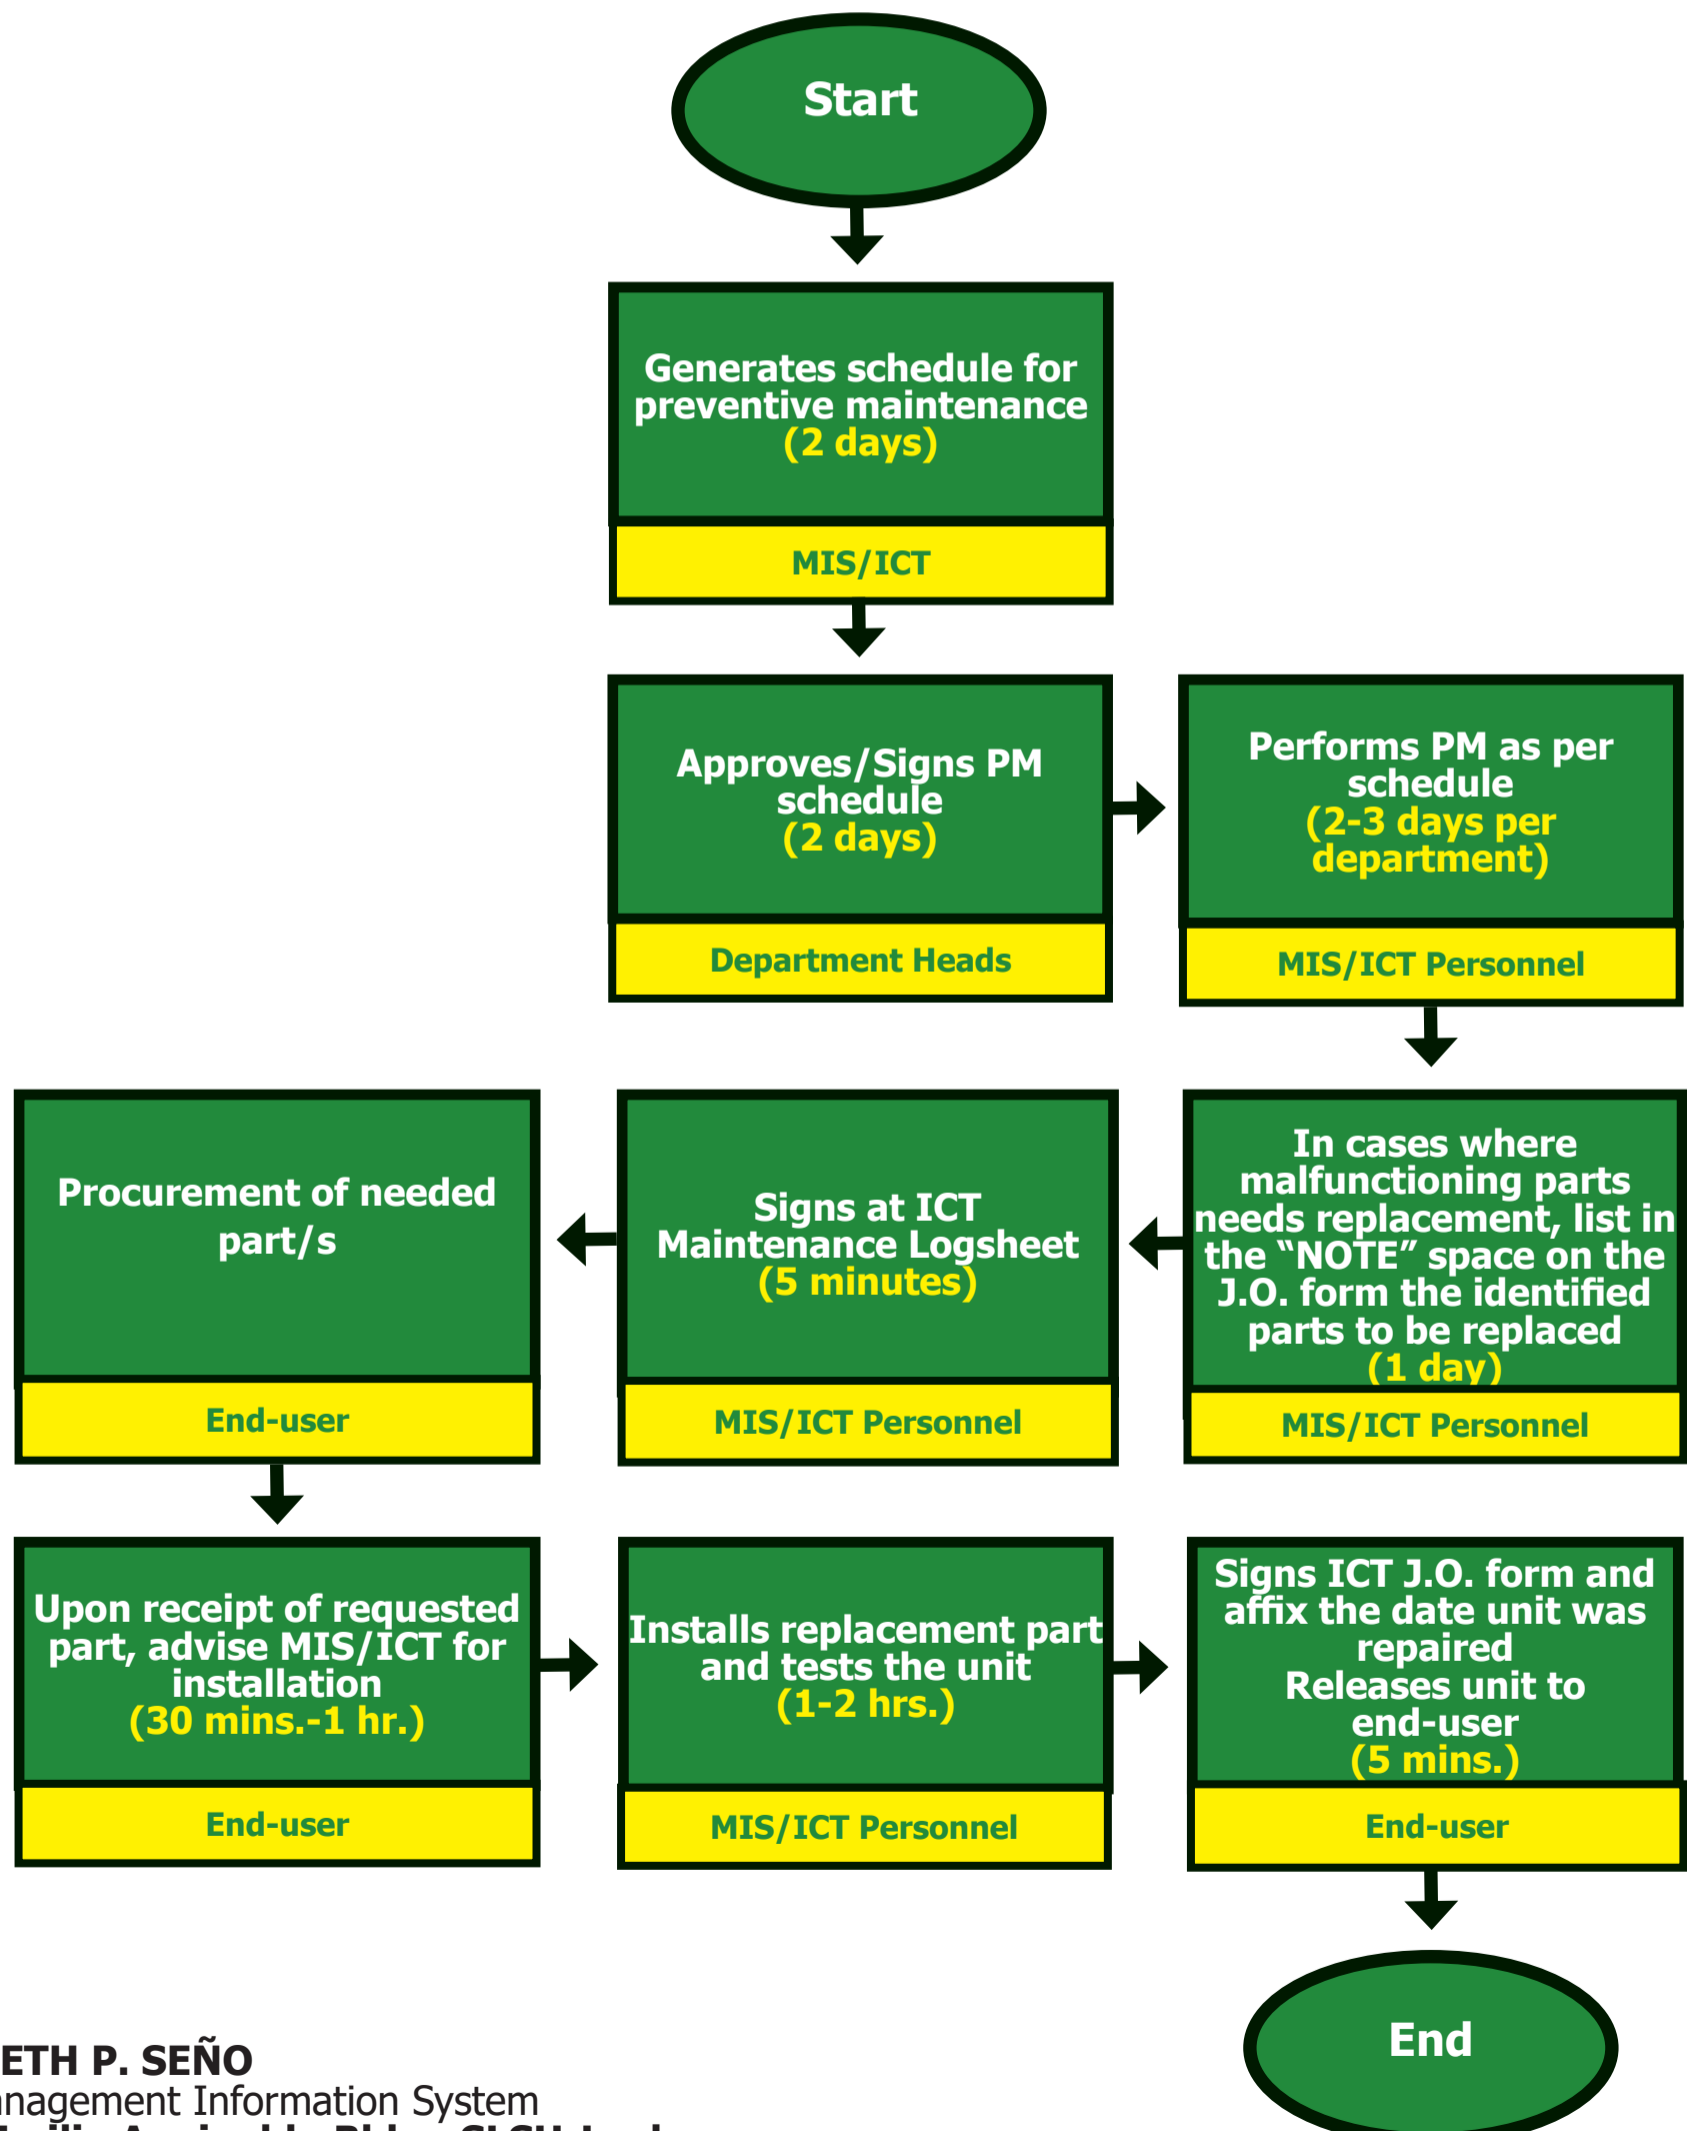 Start
Generates schedule for
preventive maintenance
(2 days)
MIS/ICT
Approves/Signs PM
schedule
(2 days)
Department Heads
Performs PM as per
schedule
(2-3 days per
department)
MIS/ICT Personnel
In cases where
malfunctioning parts
needs replacement, list in
the “NOTE” space on the
J.O. form the identified
parts to be replaced
(1 day)
MIS/ICT Personnel
Signs at ICT
Maintenance Logsheet
(5 minutes)
MIS/ICT Personnel
Procurement of needed
part/s
End-user
Upon receipt of requested
part, advise MIS/ICT for
installation
(30 mins.-1 hr.)
End-user
Installs replacement part
and tests the unit
(1-2 hrs.)
MIS/ICT Personnel
Signs ICT J.O. form and
affix the date unit was
repaired
Releases unit to
end-user
(5 mins.)
End-user
End
ETH P. SEÑO
nagement Information System